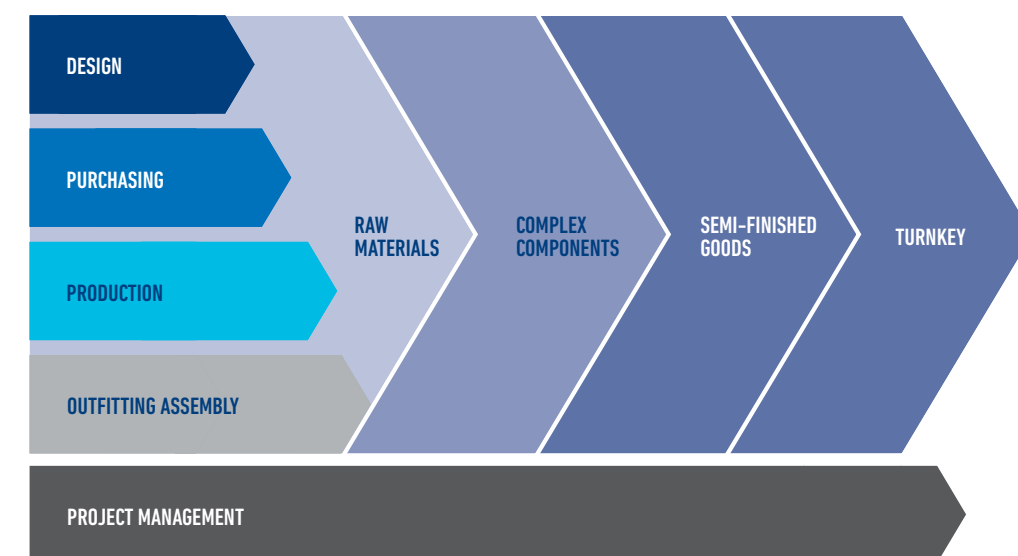 DESIGN
PURCHASING
PRODUCTION
OUTFITTING ASSEMBLY
RAW
MATERIALS
COMPLEX
COMPONENTS
SEMI-FINISHED
GOODS
TURNKEY
PROJECT MANAGEMENT